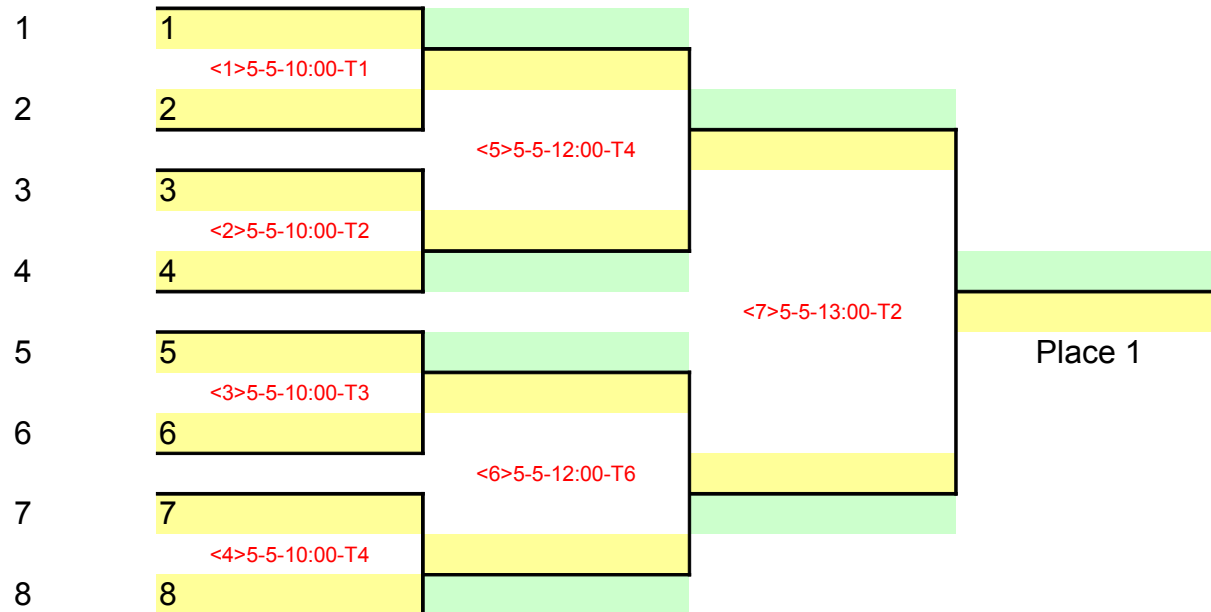 1 1
<1>5-5-10:00-T1
2 2
<5>5-5-12:00-T4
3 3
<2>5-5-10:00-T2
4 4
<7>5-5-13:00-T2
5 5
Place 1
<3>5-5-10:00-T3
6 6
<6>5-5-12:00-T6
7 7
<4>5-5-10:00-T4
8 8